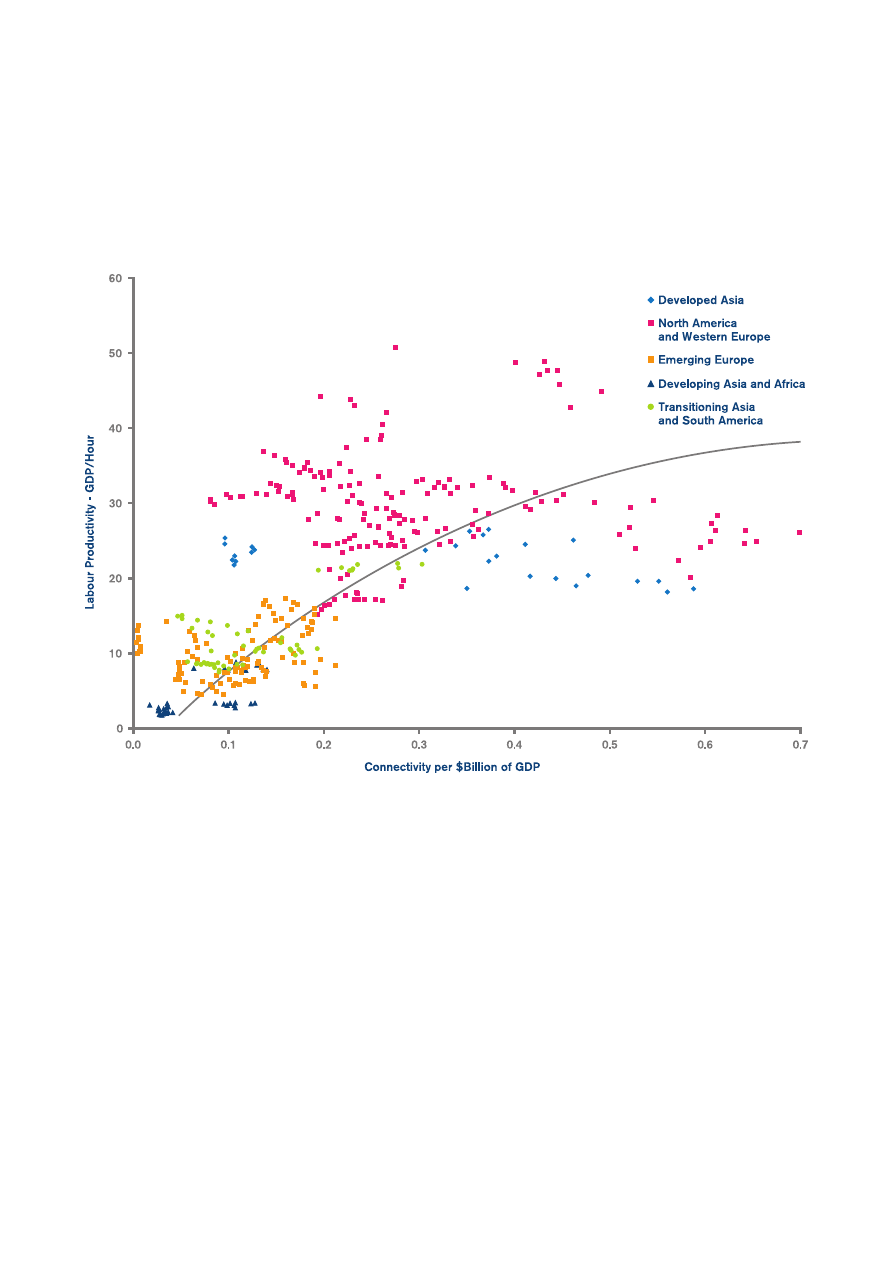 60
50
40
30
20
10
0
0.0
0.1
0.2
0.3
0.4
0.5
0.6
0.7
Labour Productivity - GDP/Hour
Connectivity per $Billion of GDP
Developed Asia
North America
and Western Europe
Emerging Europe
Developing Asia and Africa
Transitioning Asia
and South America